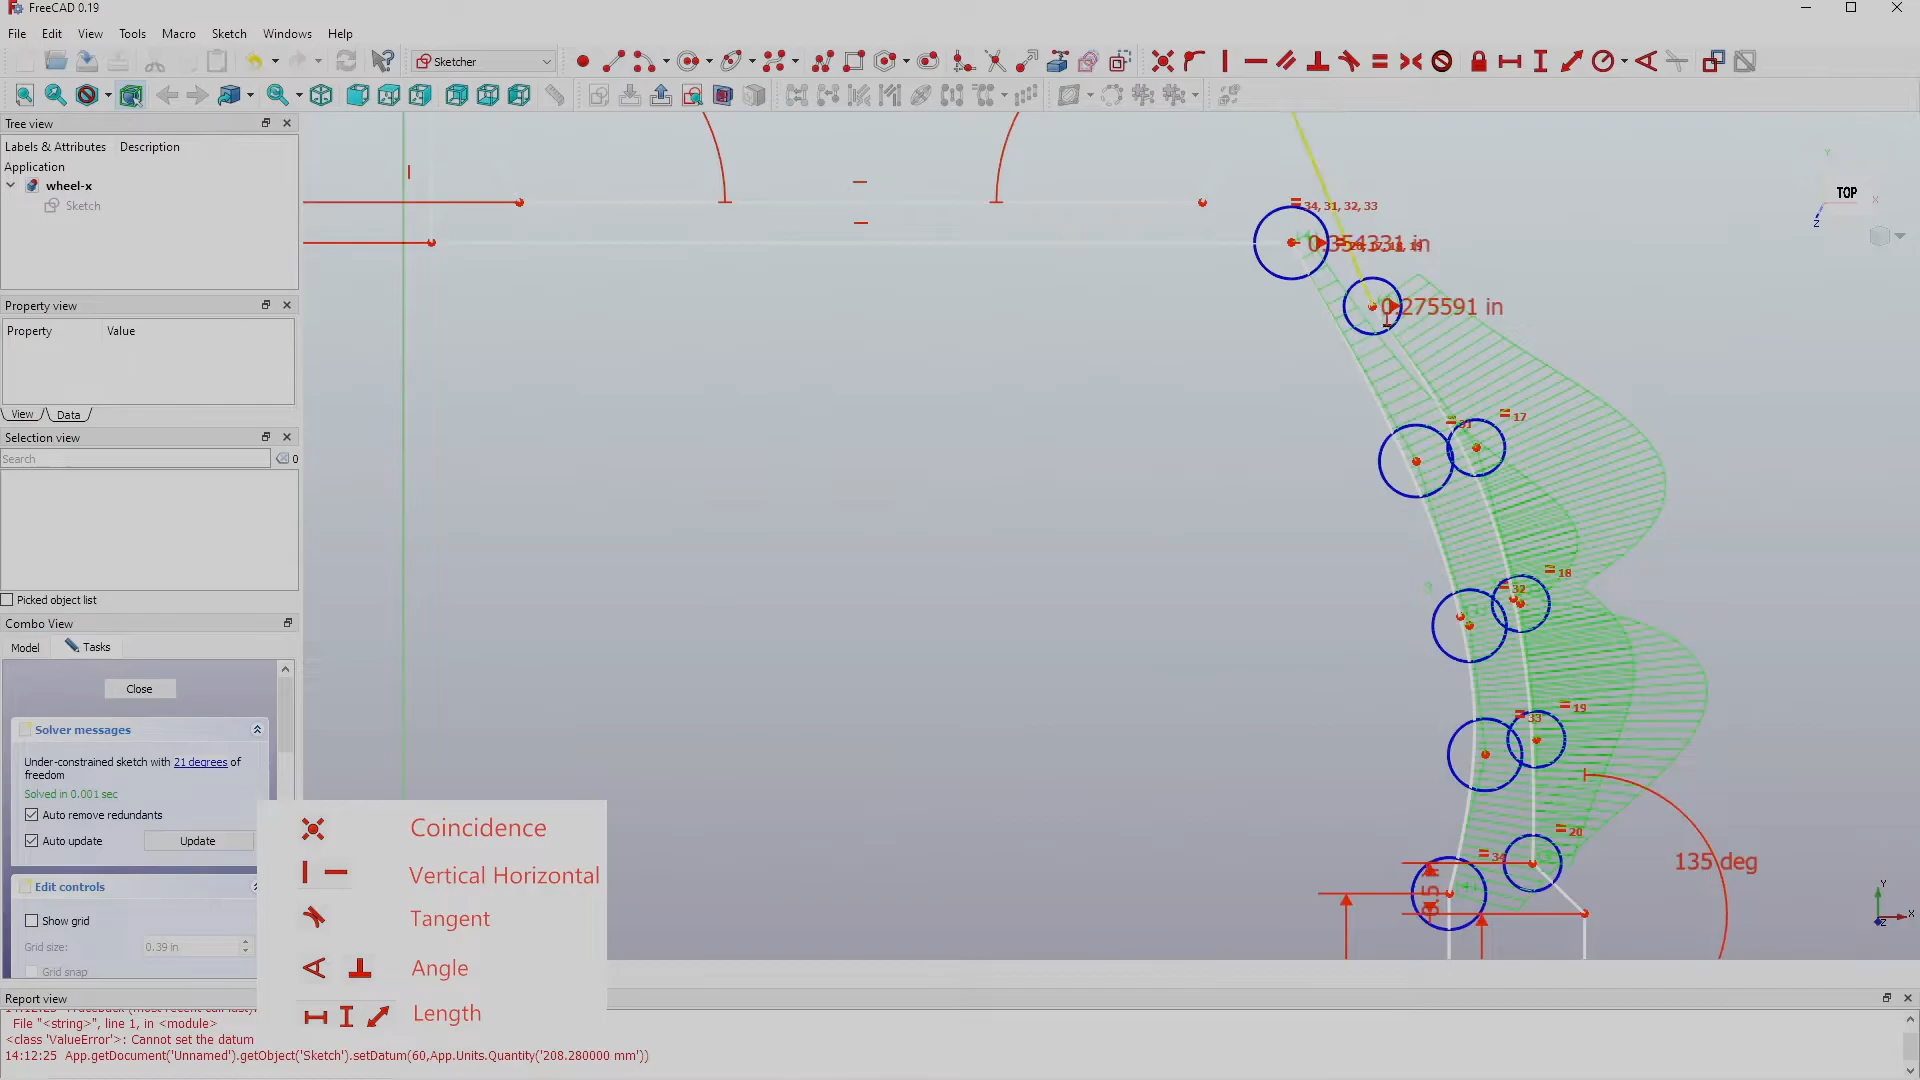 FreeCAD 0.19
File Edit View Tools Macro Sketch Windows Help
Sketcher
Tree view
Labels & Attributes Description
Application
wheel-x
Sketch
Property view
Property Value
View Data
Selection view
Search
0
Picked object list
Combo View
Model Tasks
Close
Solver messages
Under-constrained sketch with 21 degrees of
freedom
Solved in 0.001 sec
Auto remove redundants
Auto update Update
Edit controls
Show grid
Grid size: 0.39 in
Grid snap
Coincidence
Vertical Horizontal
Tangent
Angle
Length
Report view
File "<string>", line 1, in <module>
<class 'ValueError'>: Cannot set the datum
14:12:25 App.getDocument('Unnamed').getObject('Sketch').setDatum(60,App.Units.Quantity('208.280000 mm'))
34, 31, 32, 33
0.354331 in
0.275591 in
17
31
18
32
19
33
20
34
135 deg
TOP
Y
X
Z
Y
X
Z